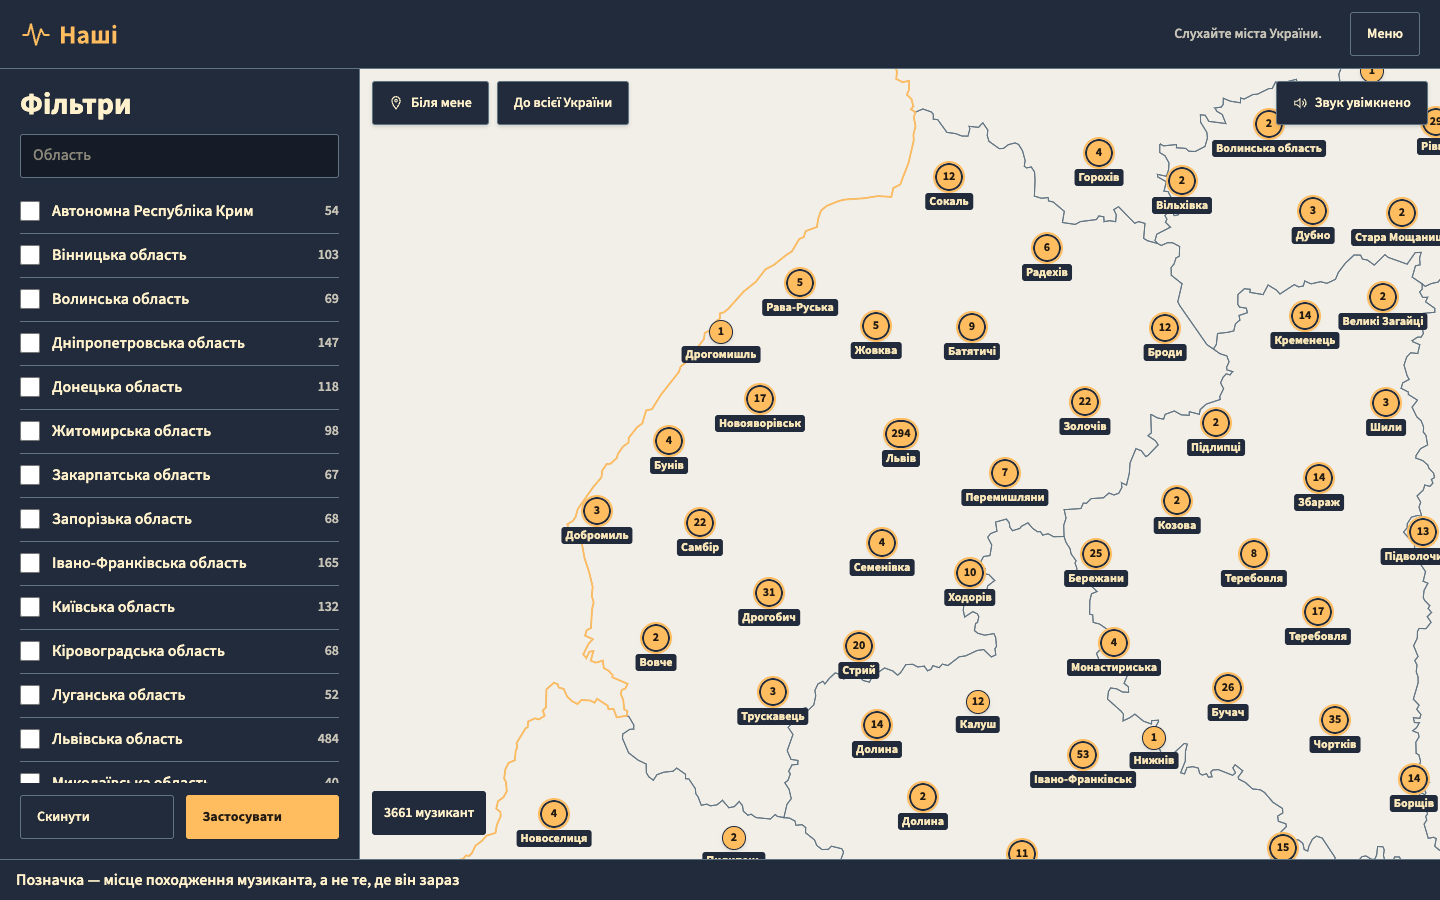 Наші
Слухайте міста України.
Меню
Фільтри
Область
Автономна Республіка Крим 54
Вінницька область 103
Волинська область 69
Дніпропетровська область 147
Донецька область 118
Житомирська область 98
Закарпатська область 67
Запорізька область 68
Івано-Франківська область 165
Київська область 132
Кіровоградська область 68
Луганська область 52
Львівська область 484
Миколаївська область 40
Скинути
Застосувати
Біля мене
До всієї України
Звук увімкнено
1
2
Волинська область
29
Рівн
4
Горохів
12
Сокаль
2
Вільхівка
3
Дубно
2
Стара Мощаниц
6
Радехів
5
Рава-Руська
2
Великі Загайці
14
Кременець
1
Дрогомишль
5
Жовква
9
Батятичі
12
Броди
17
Новояворівськ
22
Золочів
3
Шили
2
Підлипці
4
Бунів
294
Львів
7
Перемишляни
14
Збараж
2
Козова
3
Добромиль
22
Самбір
13
Підволочи
4
Семенівка
25
Бережани
8
Теребовля
10
Ходорів
31
Дрогобич
17
Теребовля
2
Вовче
20
Стрий
4
Монастириська
3
Трускавець
26
Бучач
12
Калуш
14
Долина
35
Чортків
1
Нижнів
53
Івано-Франківськ
14
Борщів
2
Долина
4
Новоселиця
2
11
15
3661 музикант
Позначка — місце походження музиканта, а не те, де він зараз